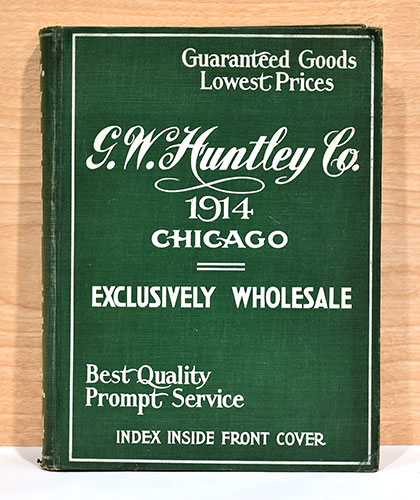 Guaranteed Goods
Lowest Prices
G.W. Huntley Co.
1914
CHICAGO
EXCLUSIVELY WHOLESALE
Best Quality
Prompt Service
INDEX INSIDE FRONT COVER